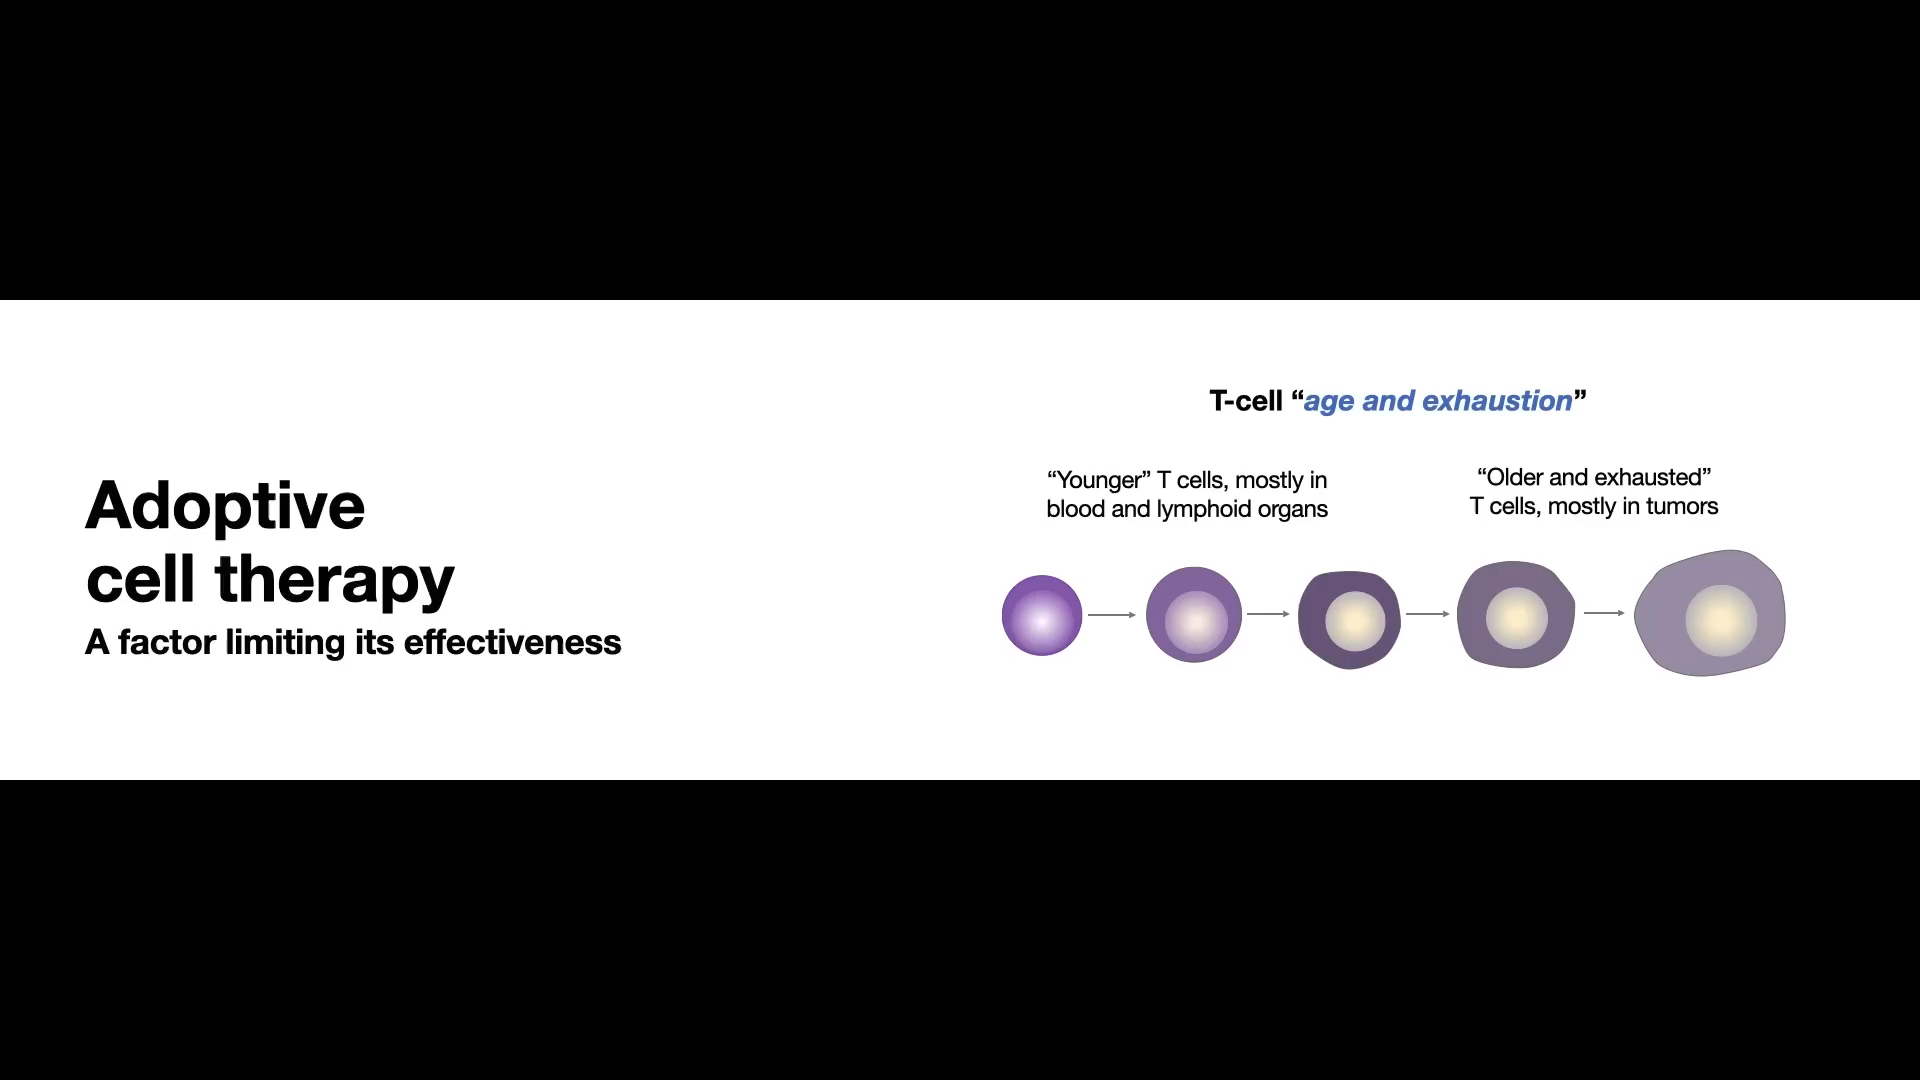 Adoptive
cell therapy
A factor limiting its effectiveness
T-cell “age and exhaustion”
“Younger” T cells, mostly in
blood and lymphoid organs
“Older and exhausted”
T cells, mostly in tumors